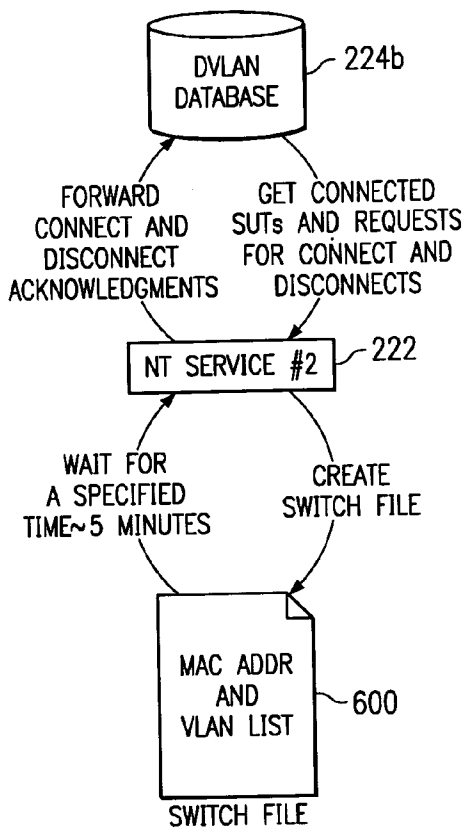 DVLAN
DATABASE
224b
FORWARD
CONNECT AND
DISCONNECT
ACKNOWLEDGMENTS
GET CONNECTED
SUTs AND REQUESTS
FOR CONNECT AND
DISCONNECTS
NT SERVICE #2
222
WAIT FOR
A SPECIFIED
TIME~5 MINUTES
CREATE
SWITCH FILE
MAC ADDR
AND
VLAN LIST
600
SWITCH FILE